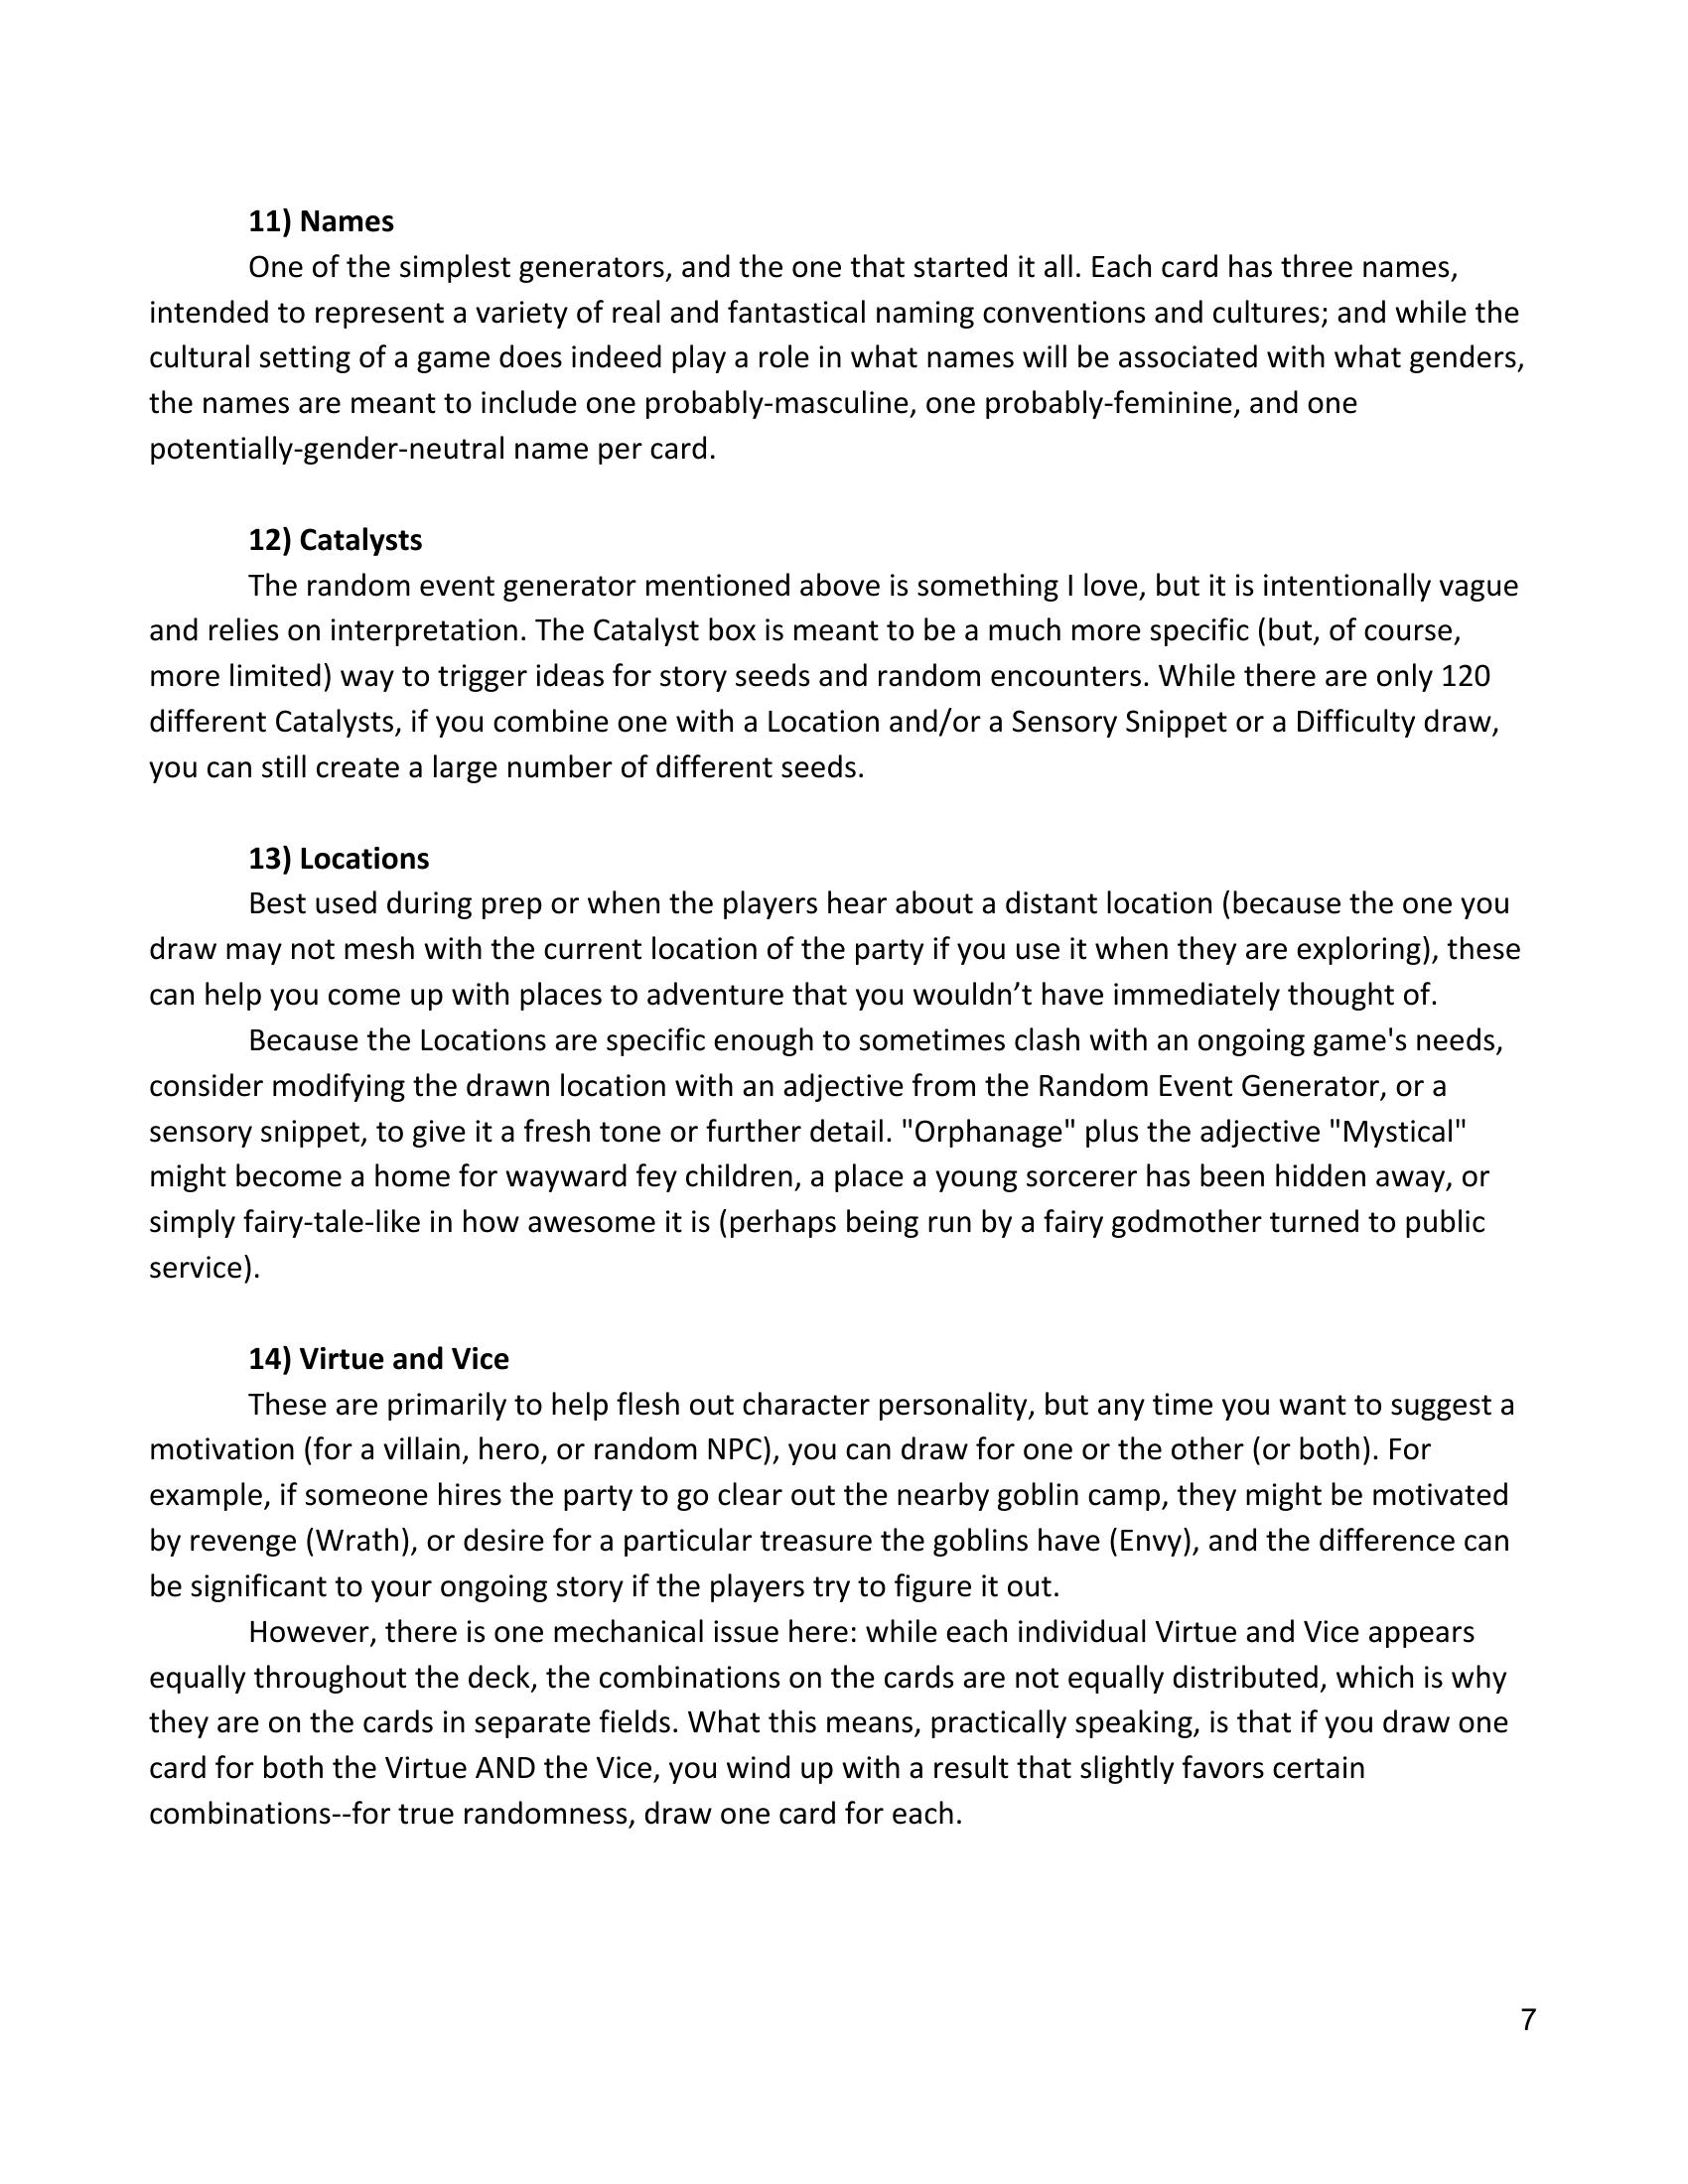 11) Names
One of the simplest generators, and the one that started it all. Each card has three names,
intended to represent a variety of real and fantastical naming conventions and cultures; and while the
cultural setting of a game does indeed play a role in what names will be associated with what genders,
the names are meant to include one probably-masculine, one probably-feminine, and one
potentially-gender-neutral name per card.
12) Catalysts
The random event generator mentioned above is something I love, but it is intentionally vague
and relies on interpretation. The Catalyst box is meant to be a much more specific (but, of course,
more limited) way to trigger ideas for story seeds and random encounters. While there are only 120
different Catalysts, if you combine one with a Location and/or a Sensory Snippet or a Difficulty draw,
you can still create a large number of different seeds.
13) Locations
Best used during prep or when the players hear about a distant location (because the one you
draw may not mesh with the current location of the party if you use it when they are exploring), these
can help you come up with places to adventure that you wouldn’t have immediately thought of.
Because the Locations are specific enough to sometimes clash with an ongoing game's needs,
consider modifying the drawn location with an adjective from the Random Event Generator, or a
sensory snippet, to give it a fresh tone or further detail. "Orphanage" plus the adjective "Mystical"
might become a home for wayward fey children, a place a young sorcerer has been hidden away, or
simply fairy-tale-like in how awesome it is (perhaps being run by a fairy godmother turned to public
service).
14) Virtue and Vice
These are primarily to help flesh out character personality, but any time you want to suggest a
motivation (for a villain, hero, or random NPC), you can draw for one or the other (or both). For
example, if someone hires the party to go clear out the nearby goblin camp, they might be motivated
by revenge (Wrath), or desire for a particular treasure the goblins have (Envy), and the difference can
be significant to your ongoing story if the players try to figure it out.
However, there is one mechanical issue here: while each individual Virtue and Vice appears
equally throughout the deck, the combinations on the cards are not equally distributed, which is why
they are on the cards in separate fields. What this means, practically speaking, is that if you draw one
card for both the Virtue AND the Vice, you wind up with a result that slightly favors certain
combinations--for true randomness, draw one card for each.
7